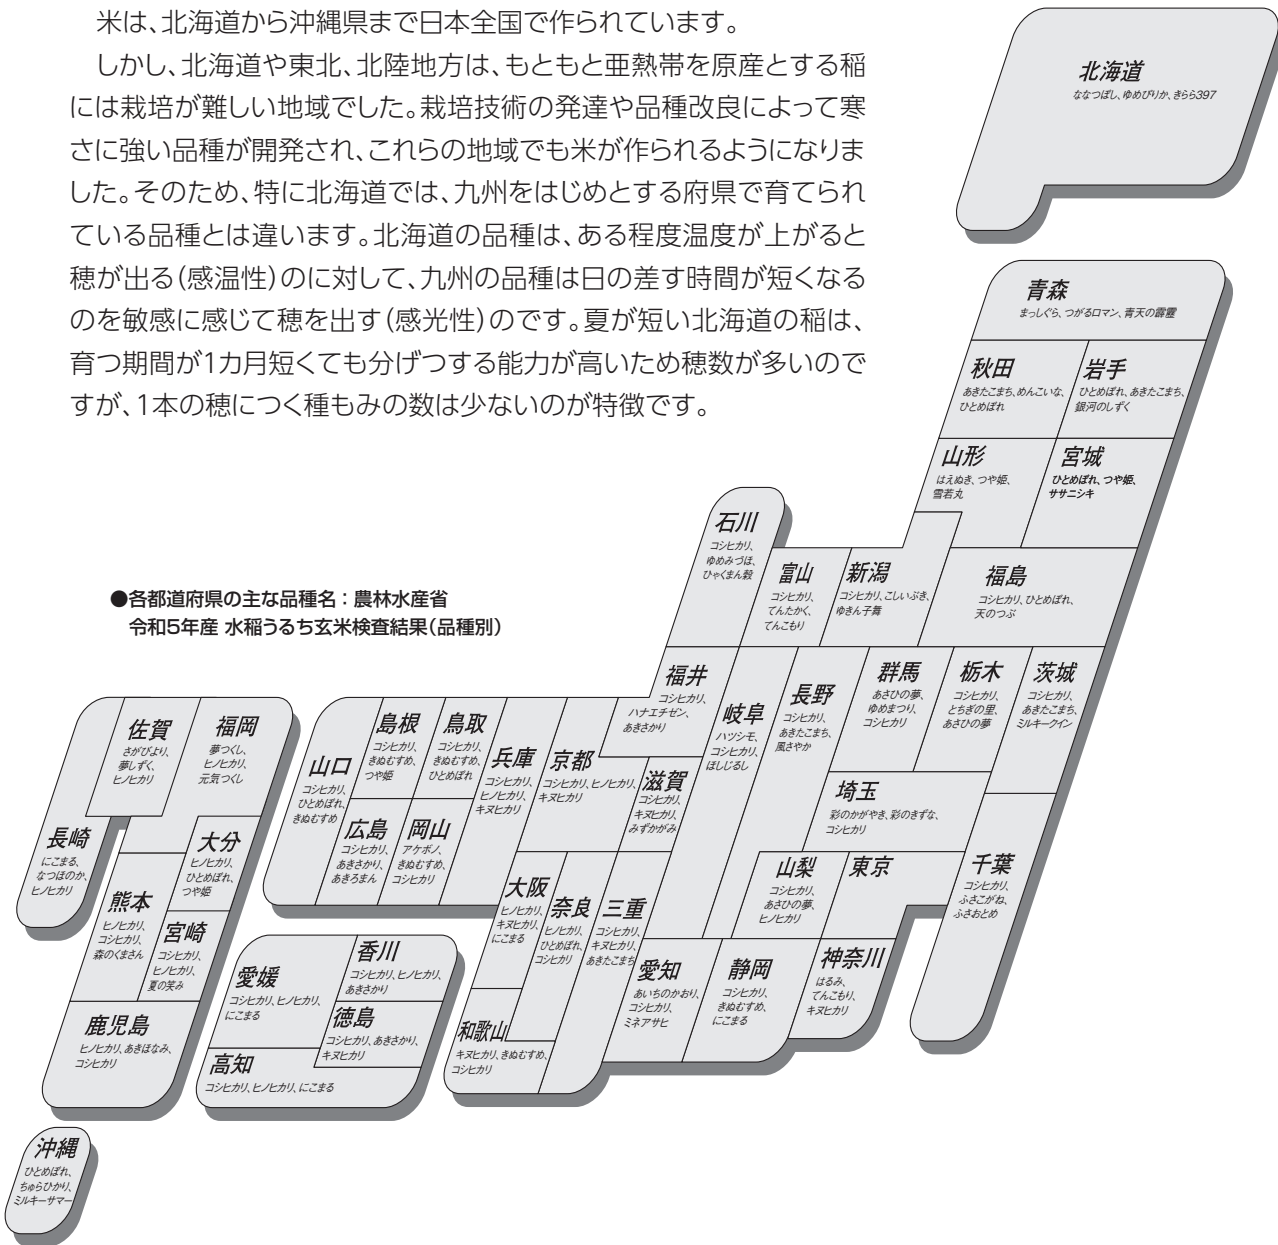 米は、北海道から沖縄県まで日本全国で作られています。
しかし、北海道や東北、北陸地方は、もともと亜熱帯を原産とする稲
には栽培が難しい地域でした。栽培技術の発達や品種改良によって寒
さに強い品種が開発され、これらの地域でも米が作られるようになりま
した。そのため、特に北海道では、九州をはじめとする府県で育てられ
ている品種とは違います。北海道の品種は、ある程度温度が上がると
穂が出る(感温性)のに対して、九州の品種は日の差す時間が短くなる
のを敏感に感じて穂を出す(感光性)のです。夏が短い北海道の稲は、
育つ期間が1カ月短くても分げつする能力が高いため穂数が多いので
すが、1本の穂につく種もみの数は少ないのが特徴です。
●各都道府県の主な品種名：農林水産省
令和5年産 水稲うるち玄米検査結果(品種別)
北海道
ななつぼし、ゆめぴりか、きらら397
青森
まっしぐら、つがるロマン、青天の霹靂
秋田
あきたこまち、めんこいな、
ひとめぼれ
岩手
ひとめぼれ、あきたこまち、
銀河のしずく
山形
はえぬき、つや姫、
雪若丸
宮城
ひとめぼれ、つや姫、
ササニシキ
石川
コシヒカリ、
ゆめみづほ、
ひゃくまん穀
富山
コシヒカリ、
てんたかく、
てんこもり
新潟
コシヒカリ、こしいぶき、
ゆきん子舞
福島
コシヒカリ、ひとめぼれ、
天のつぶ
福井
コシヒカリ、
ハナエチゼン、
あきさかり
岐阜
ハツシモ、
コシヒカリ、
ほしじるし
長野
コシヒカリ、
あきたこまち、
風さやか
群馬
あさひの夢、
ゆめまつり、
コシヒカリ
栃木
コシヒカリ、
とちぎの里、
あさひの夢
茨城
コシヒカリ、
あきたこまち、
ミルキークイン
佐賀
さがびより、
夢しずく、
ヒノヒカリ
福岡
夢つくし、
ヒノヒカリ、
元気つくし
山口
コシヒカリ、
ひとめぼれ、
きぬむすめ
島根
コシヒカリ、
きぬむすめ、
つや姫
鳥取
コシヒカリ、
きぬむすめ、
ひとめぼれ
兵庫
コシヒカリ、
ヒノヒカリ、
キヌヒカリ
京都
コシヒカリ、ヒノヒカリ、
キヌヒカリ
滋賀
コシヒカリ、
キヌヒカリ、
みずかがみ
埼玉
彩のかがやき、彩のきずな、
コシヒカリ
長崎
にこまる、
なつほのか、
ヒノヒカリ
大分
ヒノヒカリ、
ひとめぼれ、
つや姫
広島
コシヒカリ、
あきさかり、
あきろまん
岡山
アケボノ、
きぬむすめ、
コシヒカリ
山梨
コシヒカリ、
あさひの夢、
ヒノヒカリ
東京
千葉
コシヒカリ、
ふさこがね、
ふさおとめ
熊本
ヒノヒカリ、
コシヒカリ、
森のくまさん
宮崎
コシヒカリ、
ヒノヒカリ、
夏の笑み
大阪
ヒノヒカリ、
キヌヒカリ、
にこまる
奈良
ヒノヒカリ、
ひとめぼれ、
コシヒカリ
三重
コシヒカリ、
キヌヒカリ、
あきたこまち
愛知
あいちのかおり、
コシヒカリ、
ミネアサヒ
静岡
コシヒカリ、
きぬむすめ、
にこまる
神奈川
はるみ、
てんこもり、
キヌヒカリ
愛媛
コシヒカリ、ヒノヒカリ、
にこまる
香川
コシヒカリ、ヒノヒカリ、
あきさかり
徳島
コシヒカリ、あきさかり、
キヌヒカリ
高知
コシヒカリ、ヒノヒカリ、にこまる
和歌山
キヌヒカリ、きぬむすめ、
コシヒカリ
鹿児島
ヒノヒカリ、あきほなみ、
コシヒカリ
沖縄
ひとめぼれ、
ちゅらひかり、
ミルキーサマー